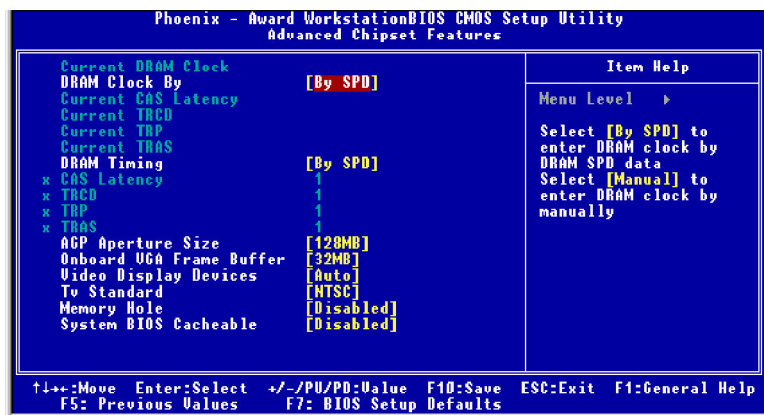 Phoenix - Award WorkstationBIOS CMOS Setup Utility
Advanced Chipset Features
Current DRAM Clock
DRAM Clock By [By SPD]
Current CAS Latency
Current TRCD
Current TRP
Current TRAS
DRAM Timing [By SPD]
x CAS Latency 1
x TRCD 1
x TRP 1
x TRAS 1
AGP Aperture Size [128MB]
Onboard VGA Frame Buffer [32MB]
Video Display Devices [Auto]
Tv Standard [NTSC]
Memory Hole [Disabled]
System BIOS Cacheable [Disabled]
Item Help
Menu Level ▸
Select [By SPD] to
enter DRAM clock by
DRAM SPD data
Select [Manual] to
enter DRAM clock by
manually
↑↓→←:Move Enter:Select +/-/PU/PD:Value F10:Save ESC:Exit F1:General Help
F5: Previous Values F7: BIOS Setup Defaults